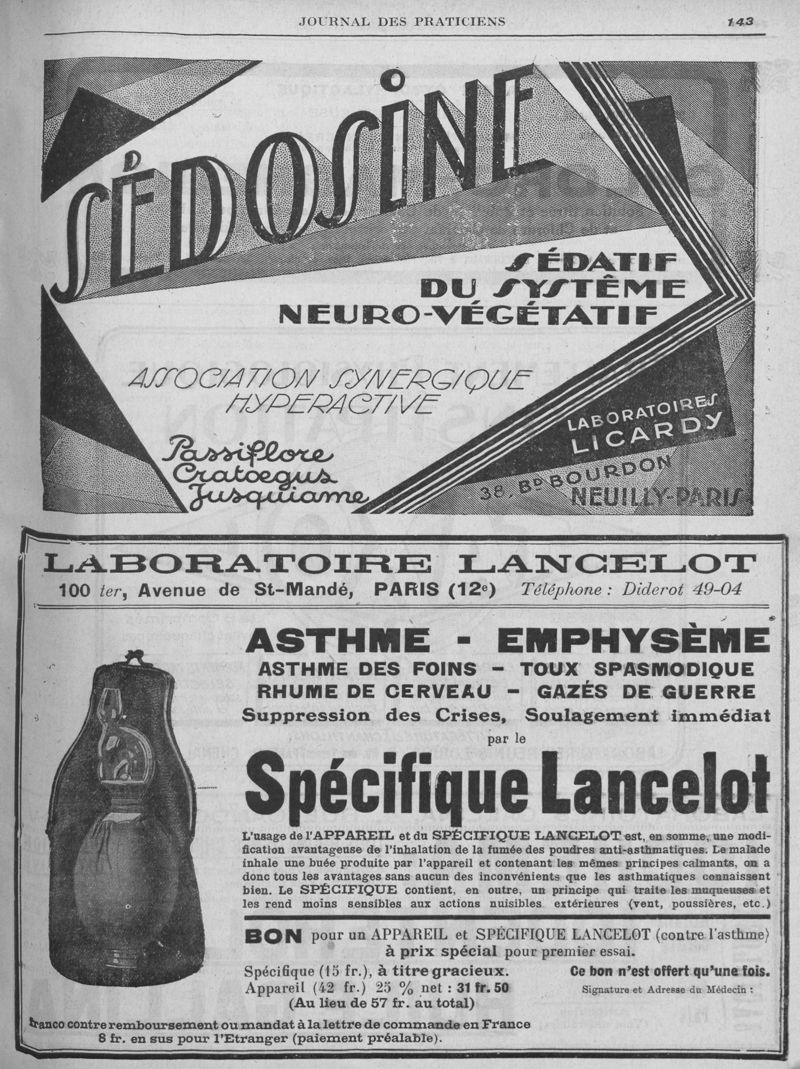 JOURNAL DES PRATICIENS
143
SÉDOSINE
SÉDATIF
DU SYSTÈME
NEURO-VÉGÉTATIF
ASSOCIATION SYNERGIQUE
HYPERACTIVE
Passiflore
Cratœgus
Jusquiame
LABORATOIRES
LICARDY
38, BD BOURDON
NEUILLY-PARIS
LABORATOIRE LANCELOT
100 ter, Avenue de St-Mandé, PARIS (12e) Téléphone : Diderot 49-04
ASTHME - EMPHYSÈME
ASTHME DES FOINS - TOUX SPASMODIQUE
RHUME DE CERVEAU - GAZÉS DE GUERRE
Suppression des Crises, Soulagement immédiat
par le
Spécifique Lancelot
L'usage de l'APPAREIL et du SPÉCIFIQUE LANCELOT est, en somme, une modi-
fication avantageuse de l'inhalation de la fumée des poudres anti-asthmatiques. Le malade
inhale une buée produite par l'appareil et contenant les mêmes principes calmants, on a
donc tous les avantages sans aucun des inconvénients que les asthmatiques connaissent
bien. Le SPÉCIFIQUE contient, en outre, un principe qui traite les muqueuses et
les rend moins sensibles aux actions nuisibles extérieures (vent, poussières, etc.)
BON pour un APPAREIL et SPÉCIFIQUE LANCELOT (contre l'asthme)
à prix spécial pour premier essai.
Spécifique (15 fr.), à titre gracieux. Ce bon n'est offert qu'une fois.
Appareil (42 fr.) 25 % net : 31 fr. 50 Signature et Adresse du Médecin :
(Au lieu de 57 fr. au total)
franco contre remboursement ou mandat à la lettre de commande en France
8 fr. en sus pour l'Etranger (paiement préalable).